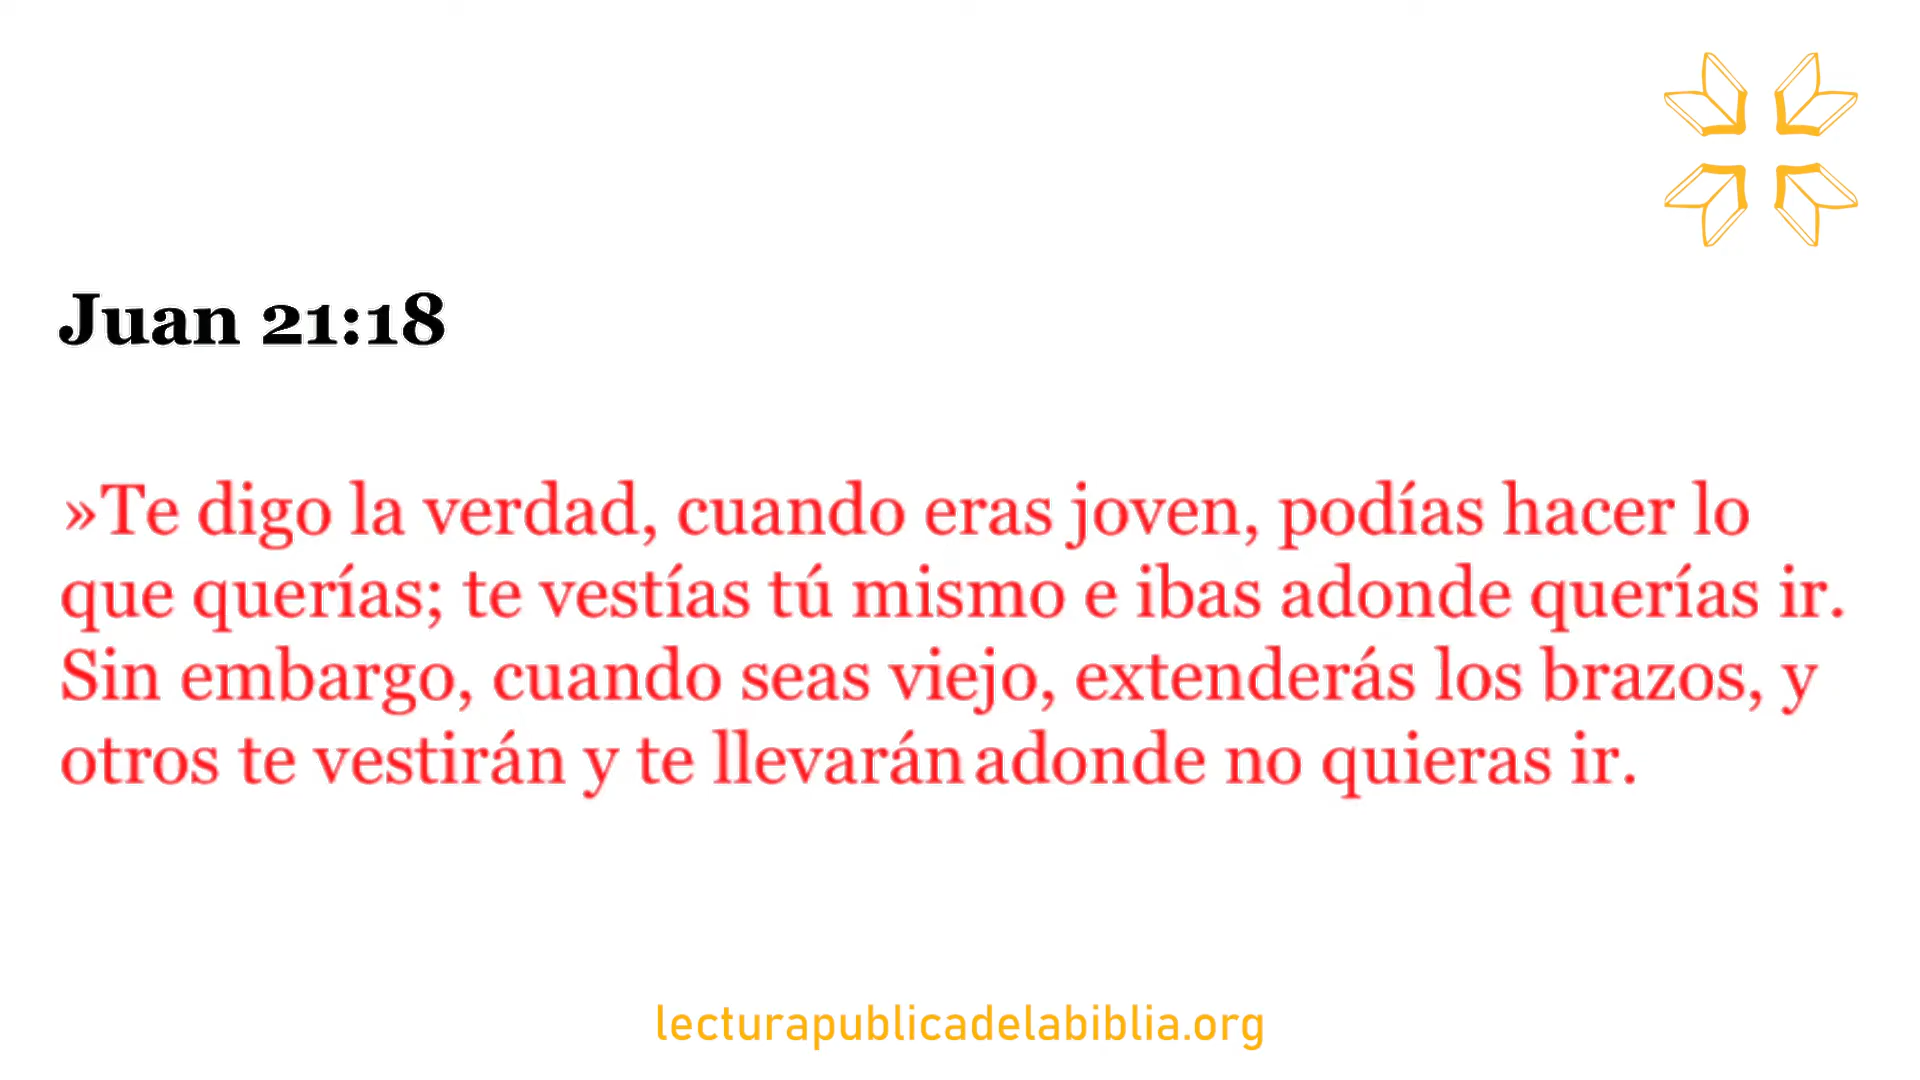 Juan 21:18
»Te digo la verdad, cuando eras joven, podías hacer lo
que querías; te vestías tú mismo e ibas adonde querías ir.
Sin embargo, cuando seas viejo, extenderás los brazos, y
otros te vestirán y te llevarán adonde no quieras ir.
lecturapublicadelabiblia.org